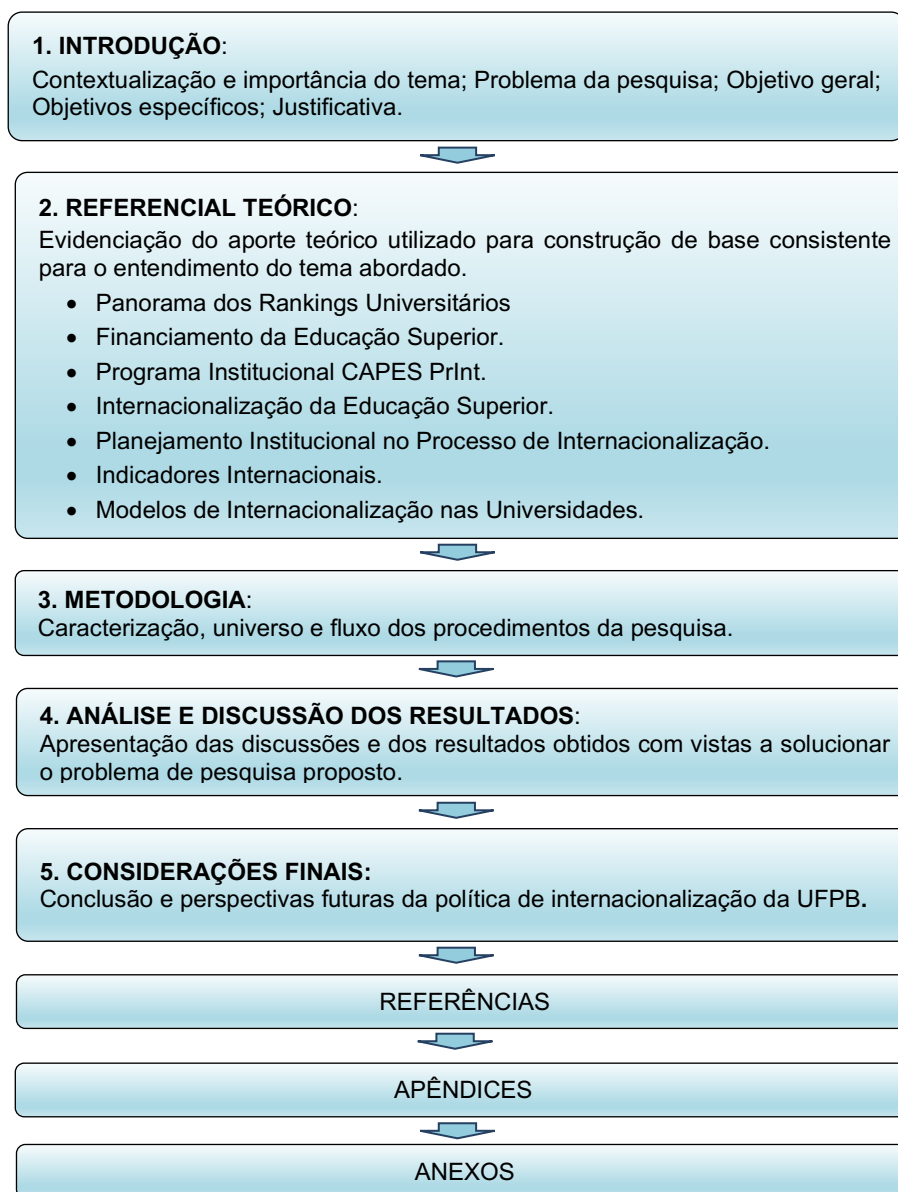 1. INTRODUÇÃO:
Contextualização e importância do tema; Problema da pesquisa; Objetivo geral;
Objetivos específicos; Justificativa.
2. REFERENCIAL TEÓRICO:
Evidenciação do aporte teórico utilizado para construção de base consistente
para o entendimento do tema abordado.
• Panorama dos Rankings Universitários
• Financiamento da Educação Superior.
• Programa Institucional CAPES PrInt.
• Internacionalização da Educação Superior.
• Planejamento Institucional no Processo de Internacionalização.
• Indicadores Internacionais.
• Modelos de Internacionalização nas Universidades.
3. METODOLOGIA:
Caracterização, universo e fluxo dos procedimentos da pesquisa.
4. ANÁLISE E DISCUSSÃO DOS RESULTADOS:
Apresentação das discussões e dos resultados obtidos com vistas a solucionar
o problema de pesquisa proposto.
5. CONSIDERAÇÕES FINAIS:
Conclusão e perspectivas futuras da política de internacionalização da UFPB.
REFERÊNCIAS
APÊNDICES
ANEXOS